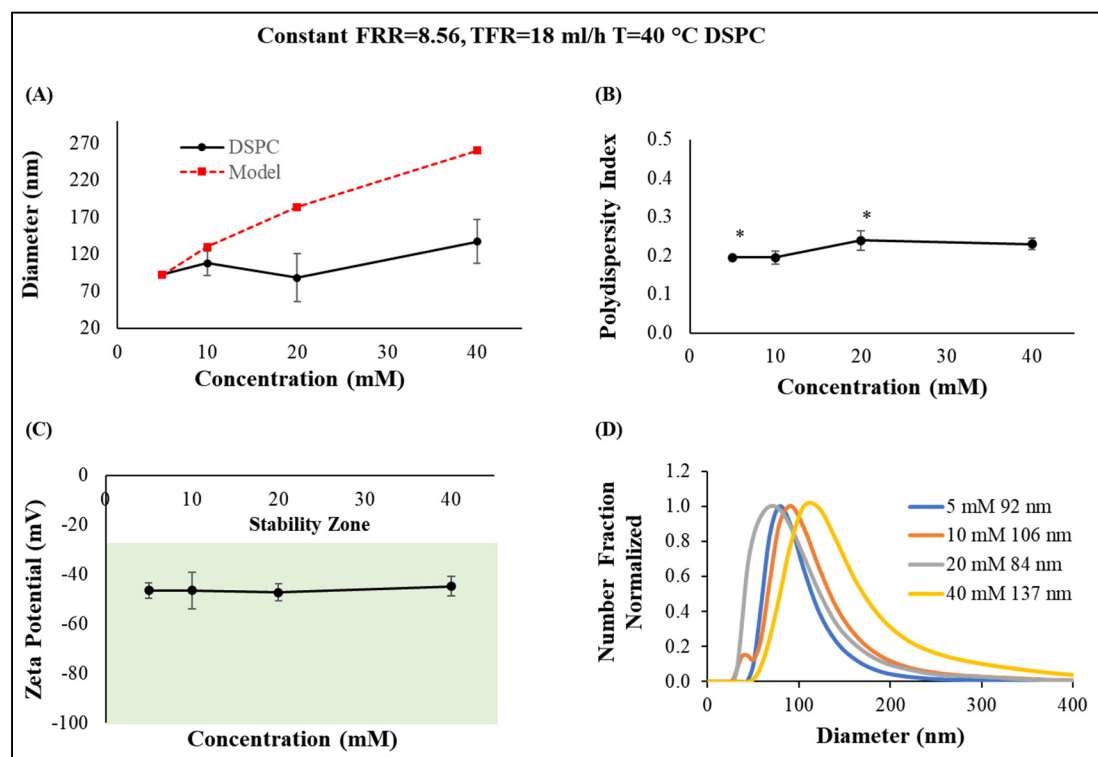 Constant FRR=8.56, TFR=18 ml/h T=40 °C DSPC
(A)
270
220
170
120
70
20
Diameter (nm)
DSPC
Model
0
10
20
30
40
Concentration (mM)
(B)
0.5
0.4
0.3
0.2
0.1
0.0
Polydispersity Index
*
*
0
10
20
30
40
Concentration (mM)
(C)
0
-20
-40
-60
-80
-100
Zeta Potential (mV)
0
10
20
30
40
Stability Zone
Concentration (mM)
(D)
1.2
1.0
0.8
0.6
0.4
0.2
0.0
Number Fraction
Normalized
5 mM 92 nm
10 mM 106 nm
20 mM 84 nm
40 mM 137 nm
0
100
200
300
400
Diameter (nm)